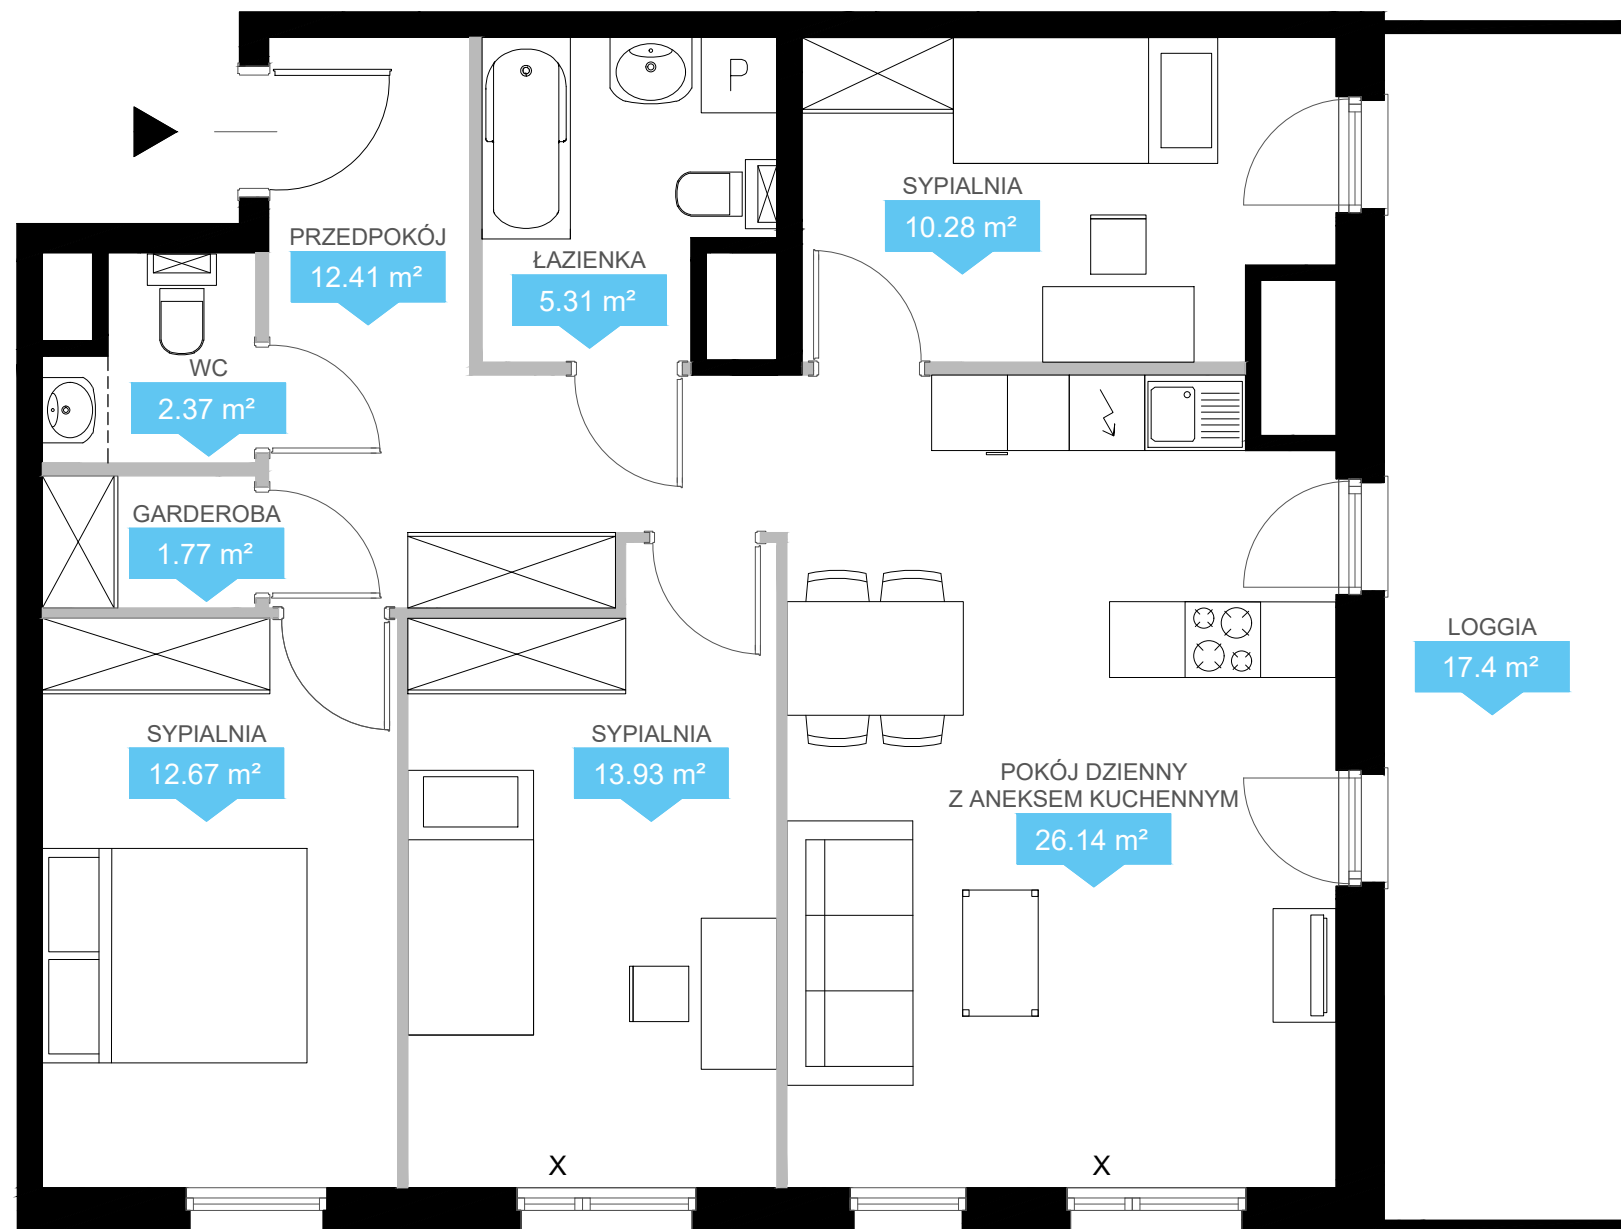 P
SYPIALNIA
10.28 m²
PRZEDPOKÓJ
12.41 m²
ŁAZIENKA
5.31 m²
WC
2.37 m²
GARDEROBA
1.77 m²
LOGGIA
17.4 m²
SYPIALNIA
12.67 m²
SYPIALNIA
13.93 m²
POKÓJ DZIENNY
Z ANEKSEM KUCHENNYM
26.14 m²
X
X